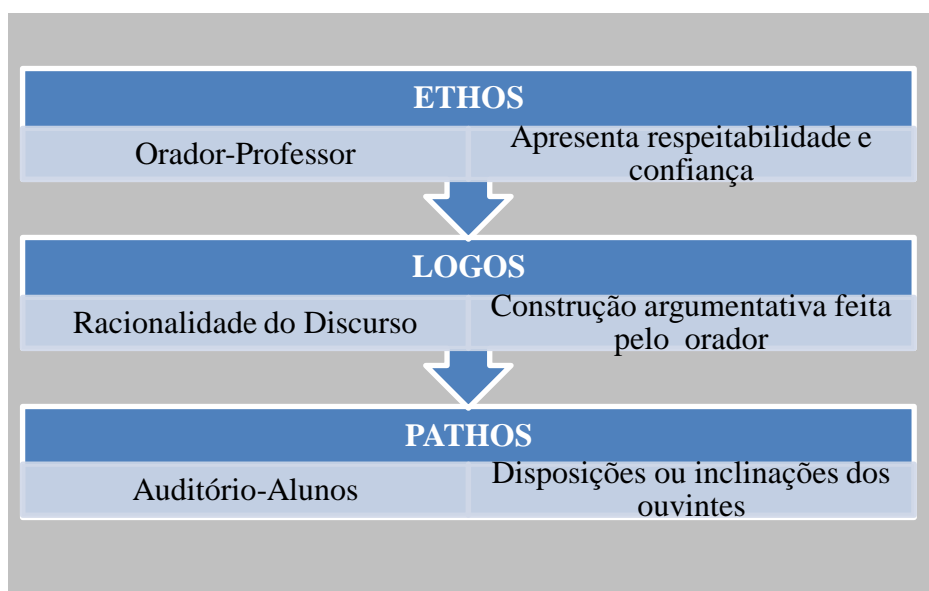 ETHOS
Orador-Professor
Apresenta respeitabilidade e
confiança
LOGOS
Racionalidade do Discurso
Construção argumentativa feita
pelo orador
PATHOS
Auditório-Alunos
Disposições ou inclinações dos
ouvintes